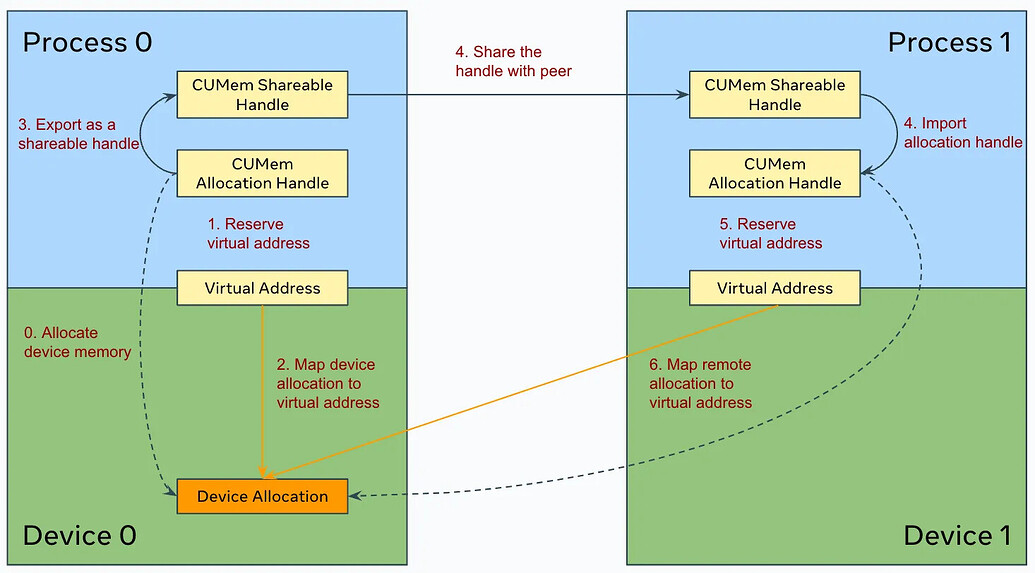 Process 0
Process 1
4. Share the
handle with peer
CUMem Shareable
Handle
CUMem Shareable
Handle
3. Export as a
shareable handle
4. Import
allocation handle
CUMem
Allocation Handle
CUMem
Allocation Handle
1. Reserve
virtual address
5. Reserve
virtual address
Virtual Address
Virtual Address
0. Allocate
device memory
2. Map device
allocation to
virtual address
6. Map remote
allocation to
virtual address
Device Allocation
Device 0
Device 1